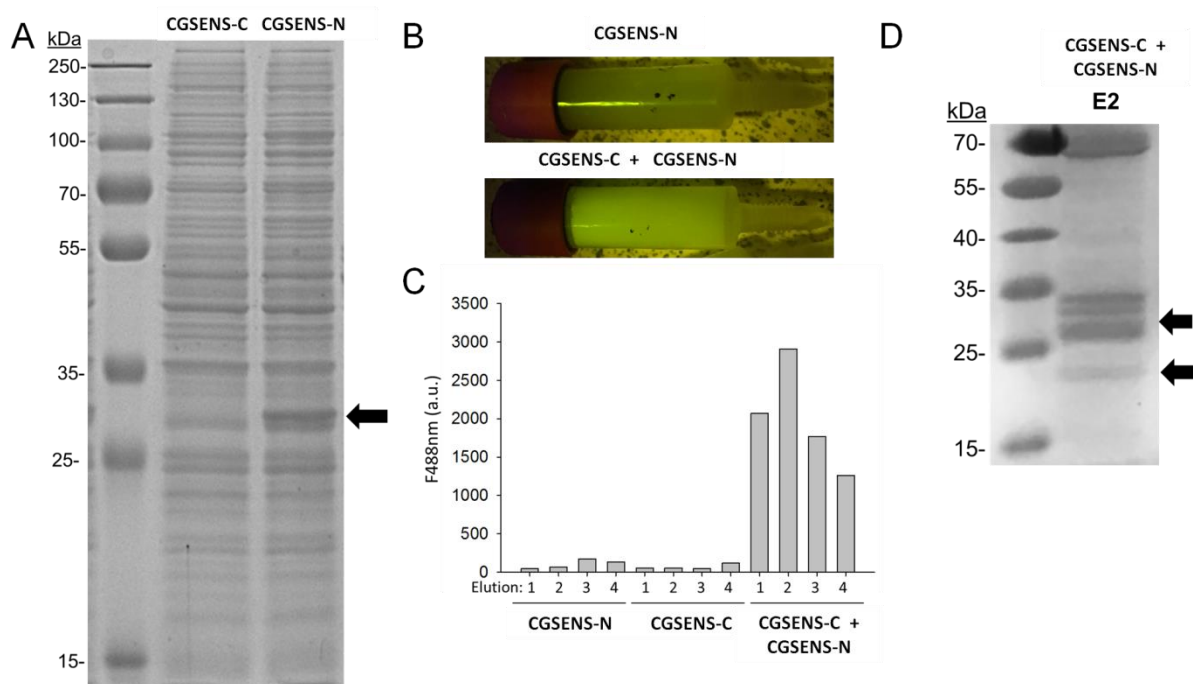 A
CGSENS-C CGSENS-N
kDa
250-
130-
100-
70-
55-
35-
25-
15-
B
CGSENS-N
CGSENS-C + CGSENS-N
C
F488nm (a.u.)
3500
3000
2500
2000
1500
1000
500
0
Elution: 1 2 3 4 1 2 3 4 1 2 3 4
CGSENS-N CGSENS-C CGSENS-C +
CGSENS-N
D
CGSENS-C +
CGSENS-N
E2
kDa
70-
55-
40-
35-
25-
15-